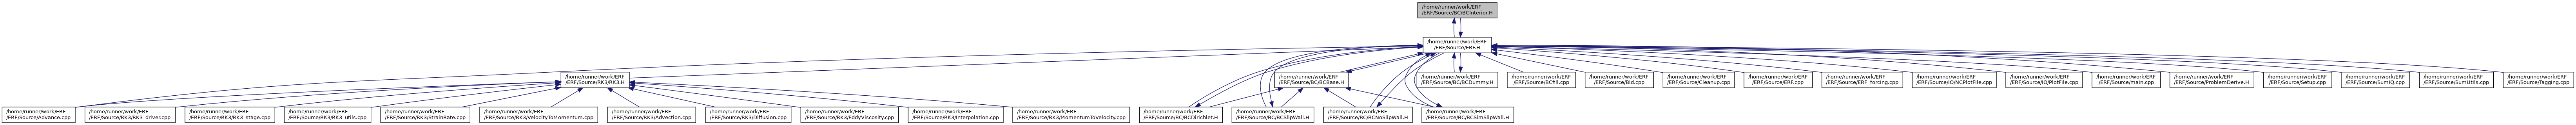 /home/runner/work/ERF
/ERF/Source/BC/BCInterior.H
/home/runner/work/ERF
/ERF/Source/ERF.H
/home/runner/work/ERF
/ERF/Source/RK3/RK3.H
/home/runner/work/ERF
/ERF/Source/BC/BCBase.H
/home/runner/work/ERF
/ERF/Source/BC/BCDummy.H
/home/runner/work/ERF
/ERF/Source/BCfill.cpp
/home/runner/work/ERF
/ERF/Source/Bld.cpp
/home/runner/work/ERF
/ERF/Source/Cleanup.cpp
/home/runner/work/ERF
/ERF/Source/ERF.cpp
/home/runner/work/ERF
/ERF/Source/ERF_forcing.cpp
/home/runner/work/ERF
/ERF/Source/IO/NCPlotFile.cpp
/home/runner/work/ERF
/ERF/Source/IO/PlotFile.cpp
/home/runner/work/ERF
/ERF/Source/main.cpp
/home/runner/work/ERF
/ERF/Source/ProblemDerive.H
/home/runner/work/ERF
/ERF/Source/Setup.cpp
/home/runner/work/ERF
/ERF/Source/SumIQ.cpp
/home/runner/work/ERF
/ERF/Source/SumUtils.cpp
/home/runner/work/ERF
/ERF/Source/Tagging.cpp
/home/runner/work/ERF
/ERF/Source/Advance.cpp
/home/runner/work/ERF
/ERF/Source/RK3/RK3_driver.cpp
/home/runner/work/ERF
/ERF/Source/RK3/RK3_stage.cpp
/home/runner/work/ERF
/ERF/Source/RK3/RK3_utils.cpp
/home/runner/work/ERF
/ERF/Source/RK3/StrainRate.cpp
/home/runner/work/ERF
/ERF/Source/RK3/VelocityToMomentum.cpp
/home/runner/work/ERF
/ERF/Source/RK3/Advection.cpp
/home/runner/work/ERF
/ERF/Source/RK3/Diffusion.cpp
/home/runner/work/ERF
/ERF/Source/RK3/EddyViscosity.cpp
/home/runner/work/ERF
/ERF/Source/RK3/Interpolation.cpp
/home/runner/work/ERF
/ERF/Source/RK3/MomentumToVelocity.cpp
/home/runner/work/ERF
/ERF/Source/BC/BCDirichlet.H
/home/runner/work/ERF
/ERF/Source/BC/BCSlipWall.H
/home/runner/work/ERF
/ERF/Source/BC/BCNoSlipWall.H
/home/runner/work/ERF
/ERF/Source/BC/BCSimSlipWall.H